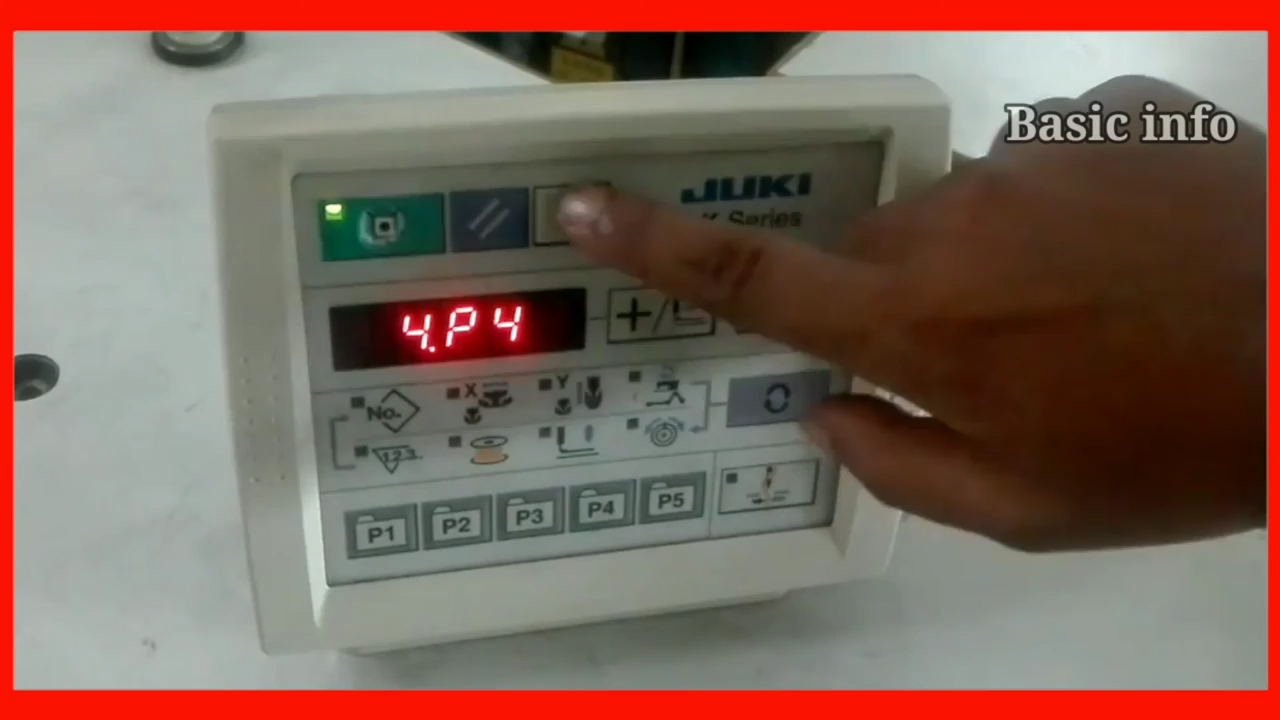 Basic info
JUKI
K Series
4.P4
+/
No.
X
Y
123
P1
P2
P3
P4
P5